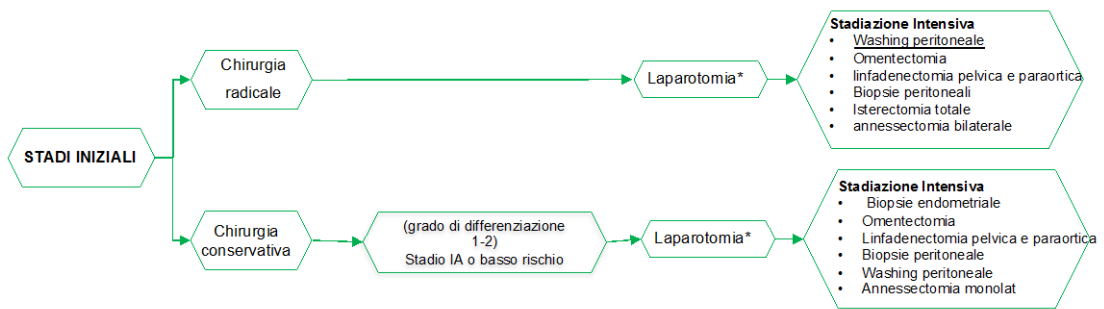 STADI INIZIALI
Chirurgia
radicale
Laparotomia*
Stadiazione Intensiva
• Washing peritoneale
• Omentectomia
• linfadenectomia pelvica e paraortica
• Biopsie peritoneali
• Isterectomia totale
• annessectomia bilaterale
Chirurgia
conservativa
(grado di differenziazione
1-2)
Stadio IA o basso rischio
Laparotomia*
Stadiazione Intensiva
• Biopsie endometriale
• Omentectomia
• Linfadenectomia pelvica e paraortica
• Biopsie peritoneale
• Washing peritoneale
• Annessectomia monolat